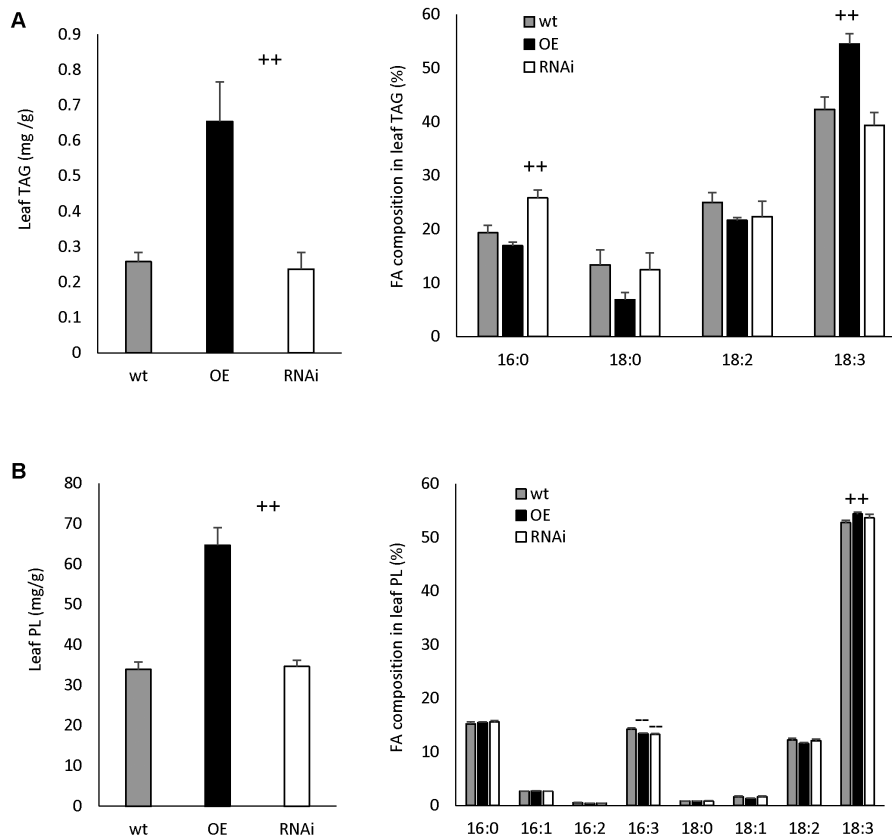 A
Leaf TAG (mg /g)
0.9
0.8
0.7
0.6
0.5
0.4
0.3
0.2
0.1
0
++
wt
OE
RNAi
FA composition in leaf TAG (%)
60
50
40
30
20
10
0
wt
OE
RNAi
++
++
16:0
18:0
18:2
18:3
B
Leaf PL (mg/g)
80
70
60
50
40
30
20
10
0
++
wt
OE
RNAi
FA composition in leaf PL (%)
60
50
40
30
20
10
0
wt
OE
RNAi
++
--
--
16:0
16:1
16:2
16:3
18:0
18:1
18:2
18:3